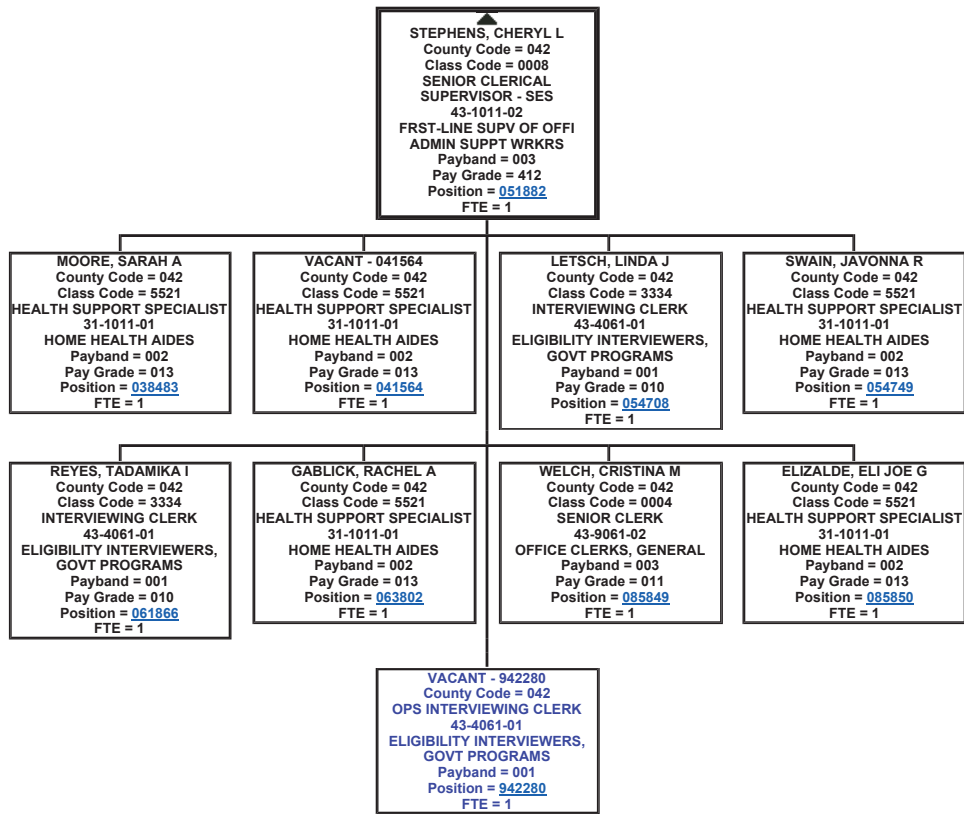 STEPHENS, CHERYL L
County Code = 042
Class Code = 0008
SENIOR CLERICAL
SUPERVISOR - SES
43-1011-02
FRST-LINE SUPV OF OFFI
ADMIN SUPPT WRKRS
Payband = 003
Pay Grade = 412
Position = 051882
FTE = 1
MOORE, SARAH A
County Code = 042
Class Code = 5521
HEALTH SUPPORT SPECIALIST
31-1011-01
HOME HEALTH AIDES
Payband = 002
Pay Grade = 013
Position = 038483
FTE = 1
VACANT - 041564
County Code = 042
Class Code = 5521
HEALTH SUPPORT SPECIALIST
31-1011-01
HOME HEALTH AIDES
Payband = 002
Pay Grade = 013
Position = 041564
FTE = 1
LETSCH, LINDA J
County Code = 042
Class Code = 3334
INTERVIEWING CLERK
43-4061-01
ELIGIBILITY INTERVIEWERS,
GOVT PROGRAMS
Payband = 001
Pay Grade = 010
Position = 054708
FTE = 1
SWAIN, JAVONNA R
County Code = 042
Class Code = 5521
HEALTH SUPPORT SPECIALIST
31-1011-01
HOME HEALTH AIDES
Payband = 002
Pay Grade = 013
Position = 054749
FTE = 1
REYES, TADAMIKA I
County Code = 042
Class Code = 3334
INTERVIEWING CLERK
43-4061-01
ELIGIBILITY INTERVIEWERS,
GOVT PROGRAMS
Payband = 001
Pay Grade = 010
Position = 061866
FTE = 1
GABLICK, RACHEL A
County Code = 042
Class Code = 5521
HEALTH SUPPORT SPECIALIST
31-1011-01
HOME HEALTH AIDES
Payband = 002
Pay Grade = 013
Position = 063802
FTE = 1
WELCH, CRISTINA M
County Code = 042
Class Code = 0004
SENIOR CLERK
43-9061-02
OFFICE CLERKS, GENERAL
Payband = 003
Pay Grade = 011
Position = 085849
FTE = 1
ELIZALDE, ELI JOE G
County Code = 042
Class Code = 5521
HEALTH SUPPORT SPECIALIST
31-1011-01
HOME HEALTH AIDES
Payband = 002
Pay Grade = 013
Position = 085850
FTE = 1
VACANT - 942280
County Code = 042
OPS INTERVIEWING CLERK
43-4061-01
ELIGIBILITY INTERVIEWERS,
GOVT PROGRAMS
Payband = 001
Position = 942280
FTE = 1